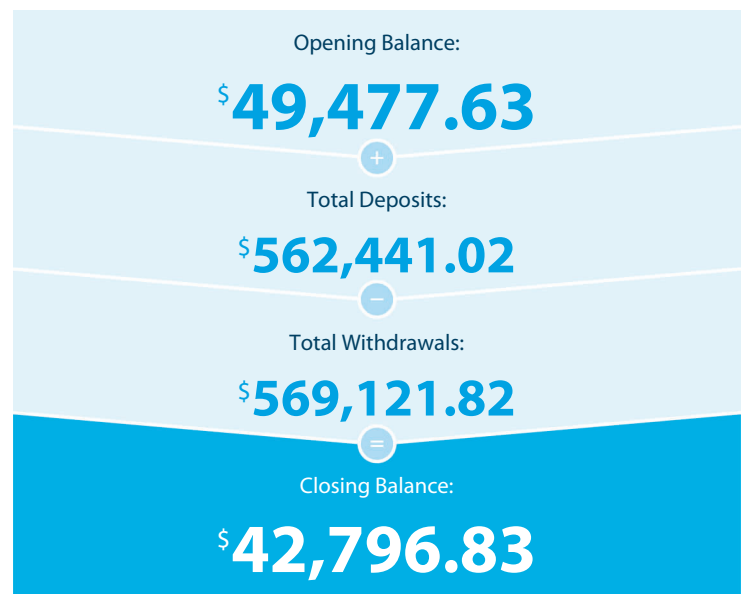 Opening Balance:
$49,477.63
+
Total Deposits:
$562,441.02
−
Total Withdrawals:
$569,121.82
=
Closing Balance:
$42,796.83